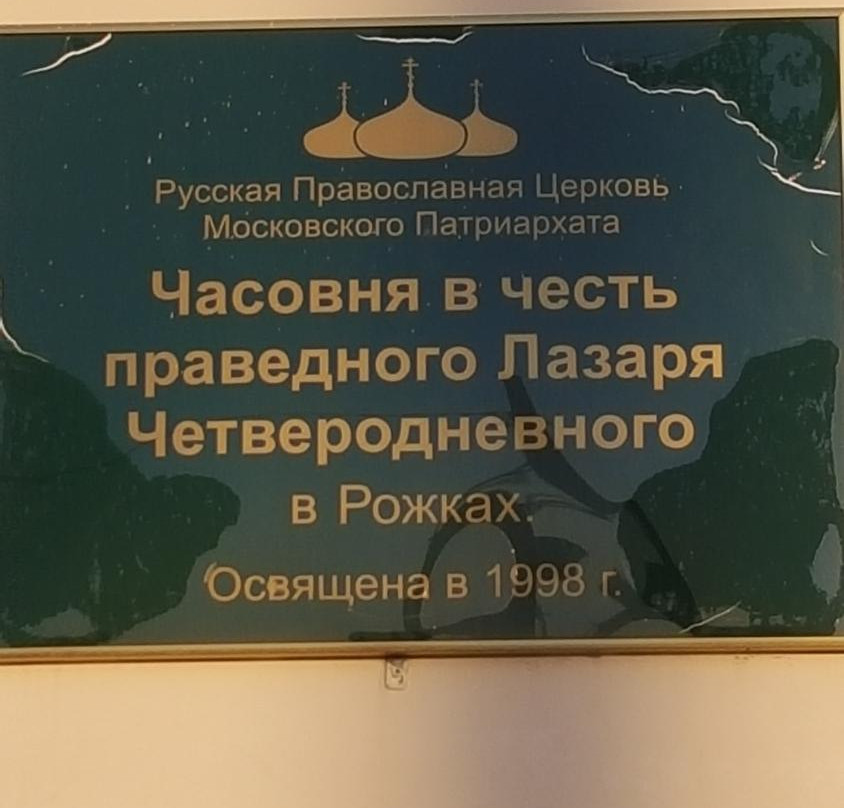 Русская Православная Церковь
Московского Патриархата
Часовня в честь
праведного Лазаря
Четверодневного
в Рожках.
Освящена в 1998 г.